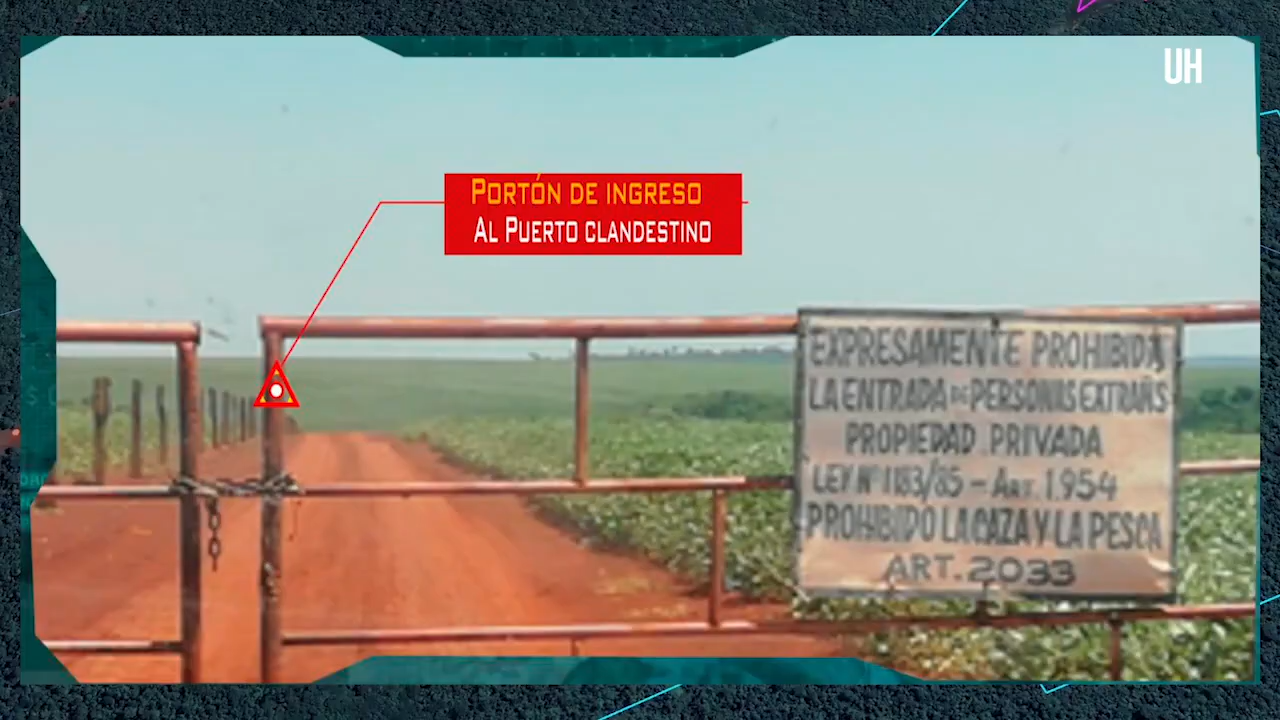 UH
PORTÓN DE INGRESO
AL PUERTO CLANDESTINO
EXPRESAMENTE PROHIBIDA
LA ENTRADA DE PERSONAS EXTRAÑS
PROPIEDAD PRIVADA
LEY Nº 1183/85 - ART. 1.954
PROHIBIDO LA CAZA Y LA PESCA
ART. 2033